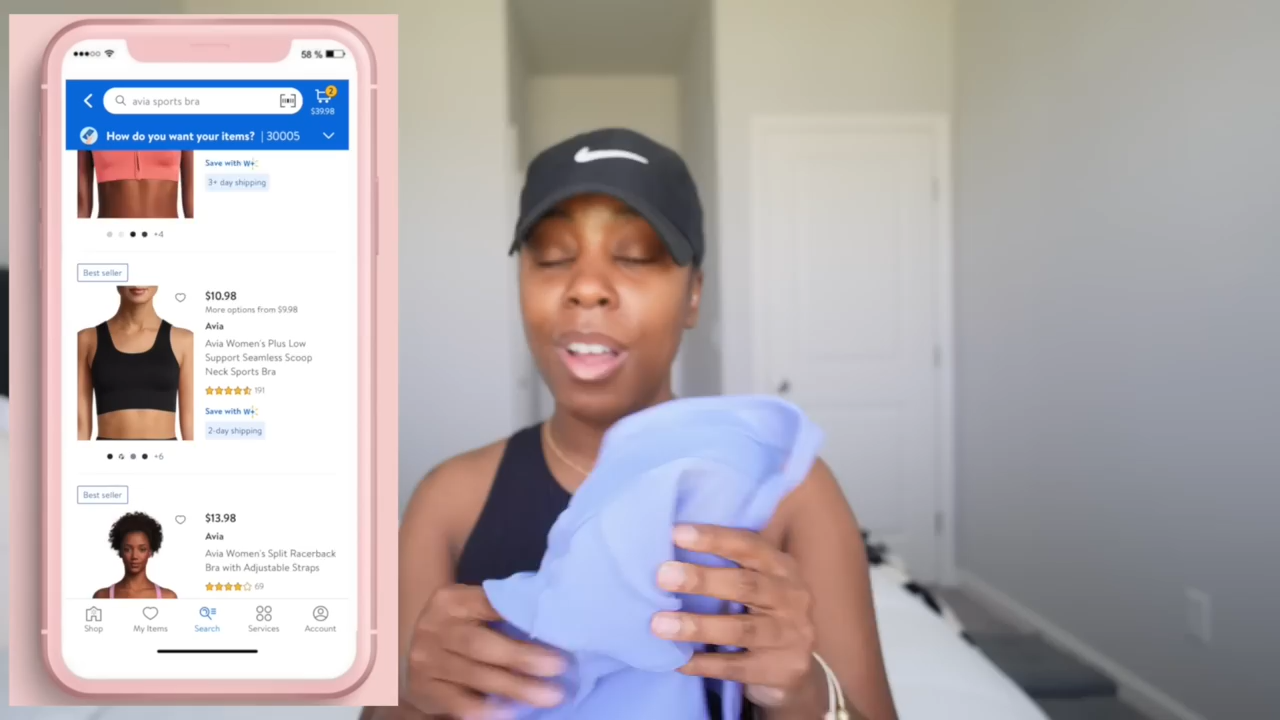 58 %
avia sports bra
2
$39.98
How do you want your items? | 30005
Save with W+
3+ day shipping
+4
Best seller
$10.98
More options from $9.98
Avia
Avia Women's Plus Low
Support Seamless Scoop
Neck Sports Bra
191
Save with W+
2-day shipping
+6
Best seller
$13.98
Avia
Avia Women's Split Racerback
Bra with Adjustable Straps
69
Shop
My Items
Search
Services
Account